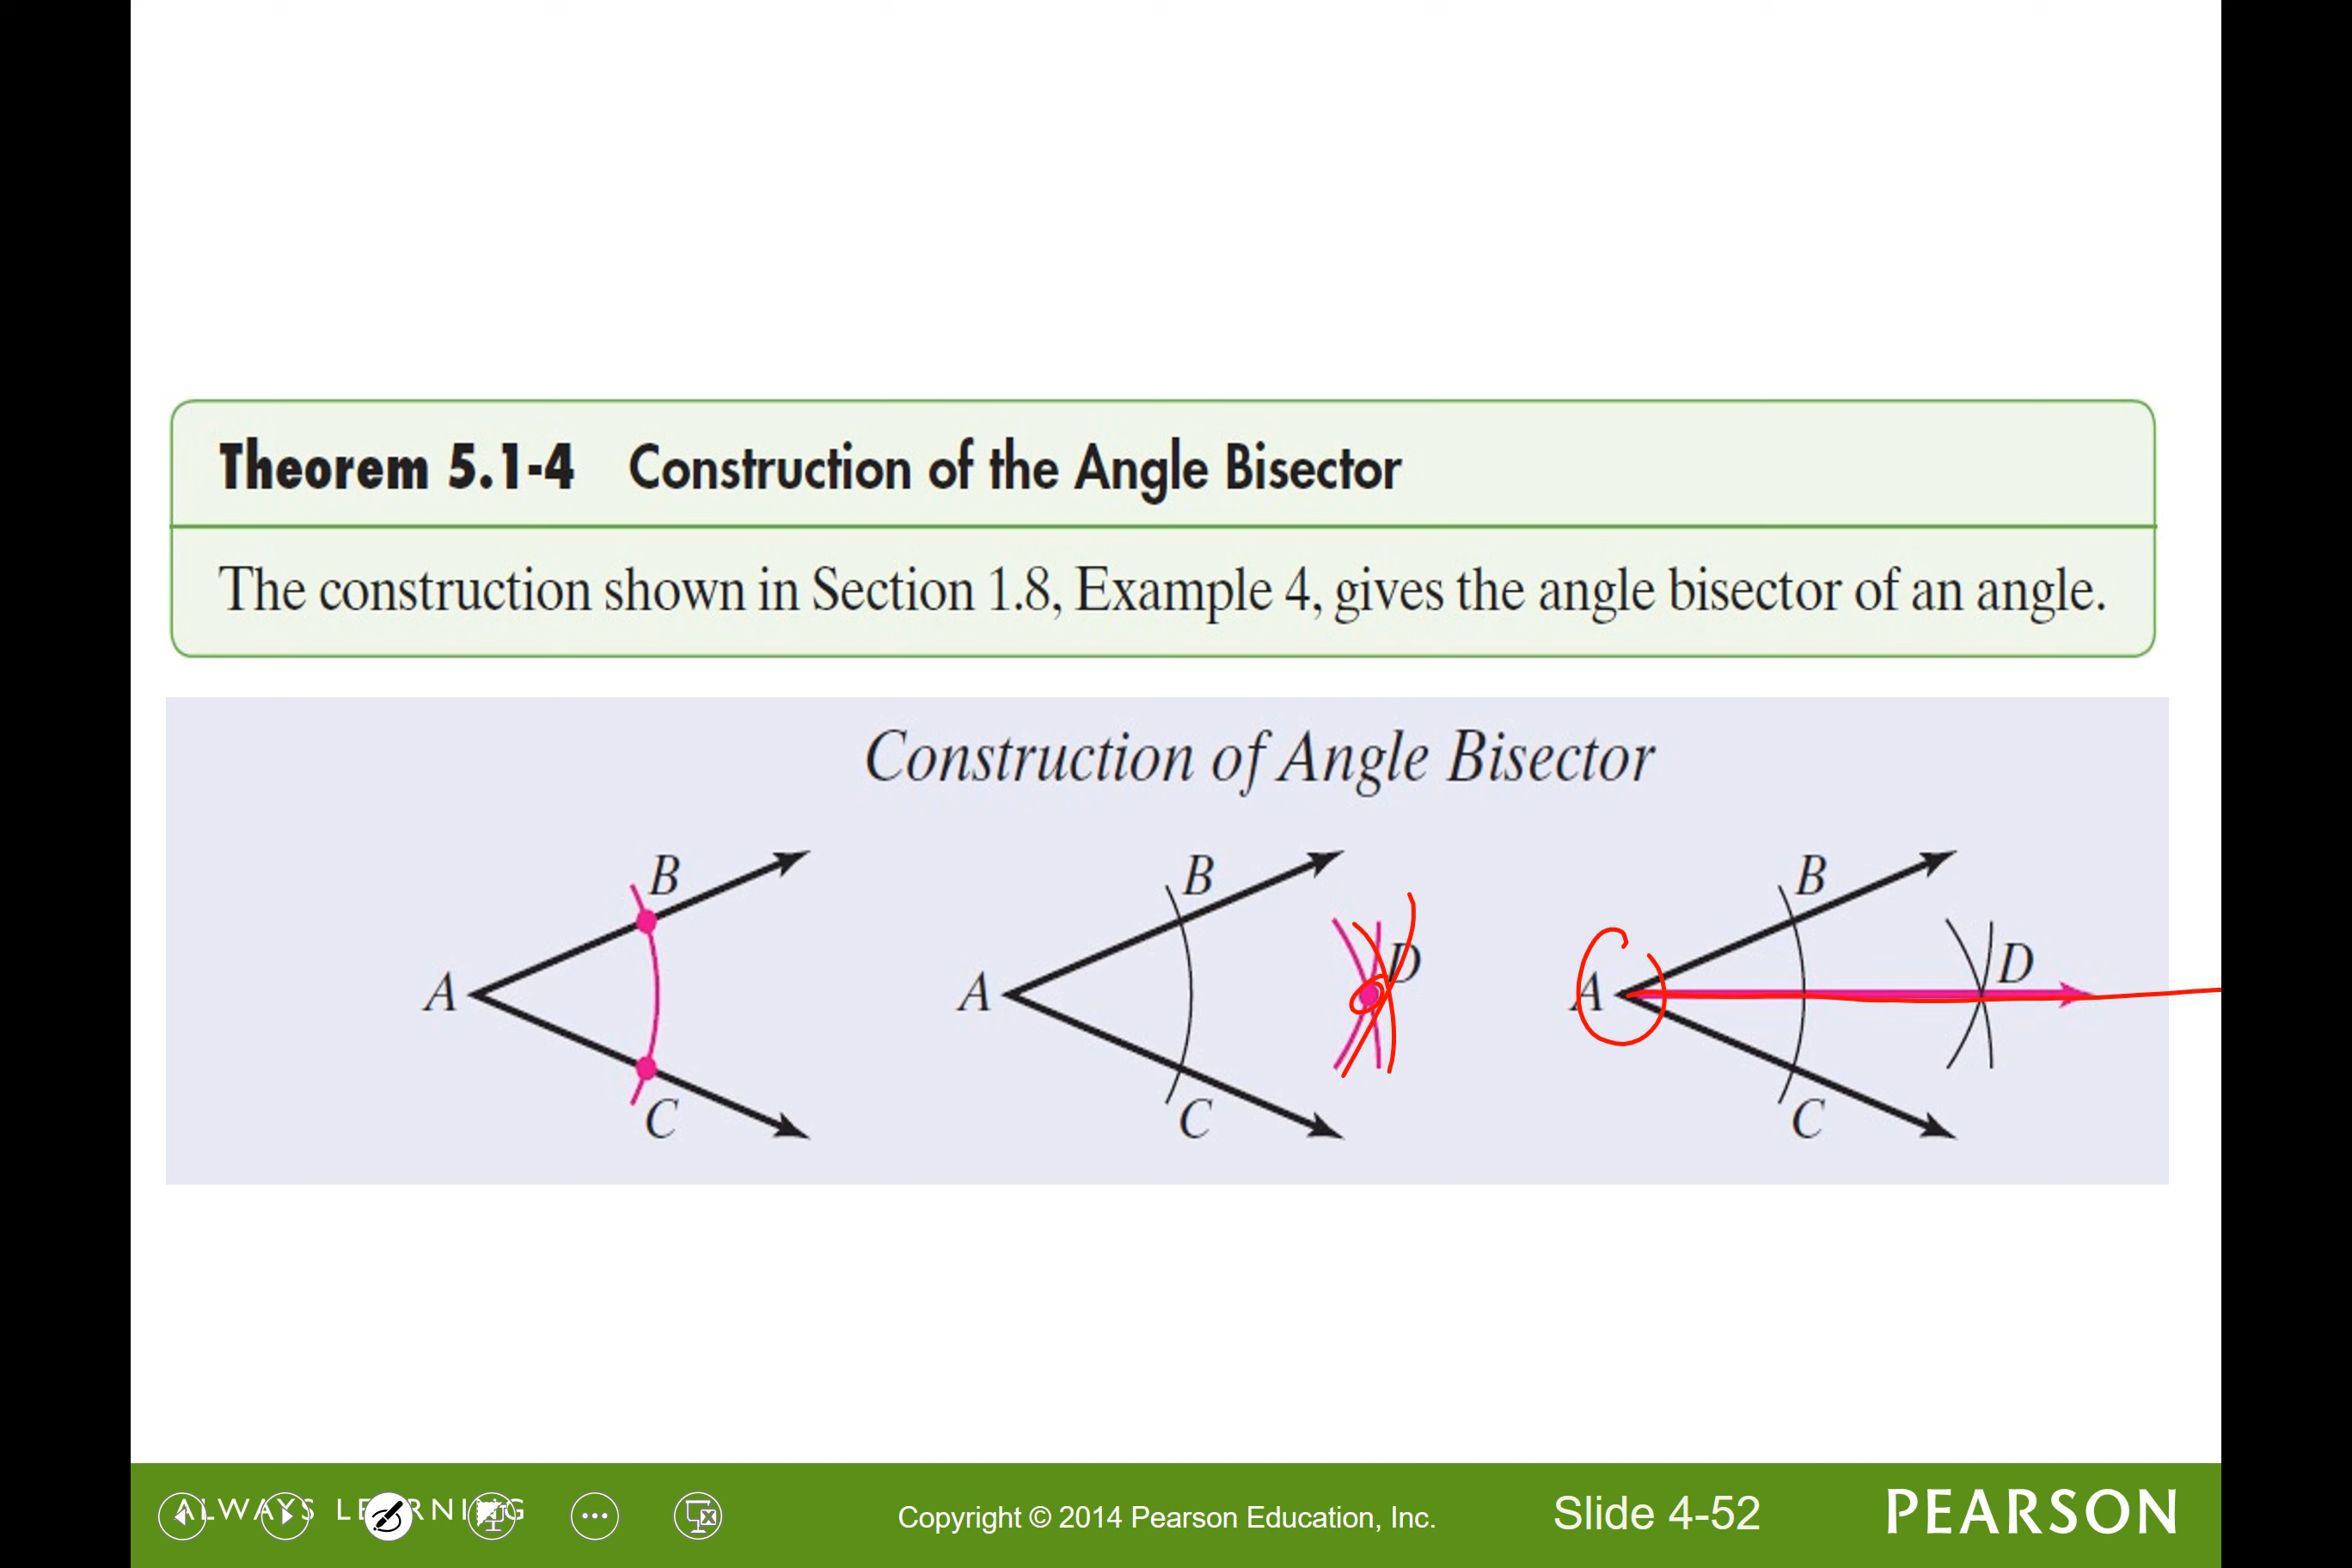 Theorem 5.1-4 Construction of the Angle Bisector
The construction shown in Section 1.8, Example 4, gives the angle bisector of an angle.
Construction of Angle Bisector
B B B
D D
A A A
C C C
ALWAYS LEARNING Copyright © 2014 Pearson Education, Inc. Slide 4-52 PEARSON